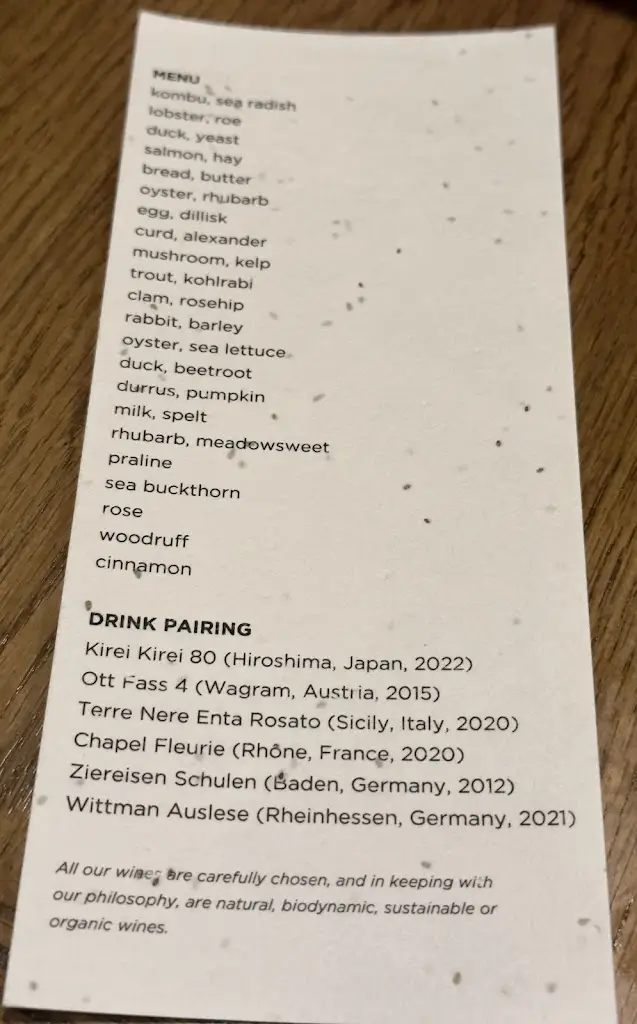 MENU
kombu, sea radish
lobster, roe
duck, yeast
salmon, hay
bread, butter
oyster, rhubarb
egg, dillisk
curd, alexander
mushroom, kelp
trout, kohlrabi
clam, rosehip
rabbit, barley
oyster, sea lettuce
duck, beetroot
durrus, pumpkin
milk, spelt
rhubarb, meadowsweet
praline
sea buckthorn
rose
woodruff
cinnamon
DRINK PAIRING
Kirei Kirei 80 (Hiroshima, Japan, 2022)
Ott Fass 4 (Wagram, Austria, 2015)
Terre Nere Enta Rosato (Sicily, Italy, 2020)
Chapel Fleurie (Rhône, France, 2020)
Ziereisen Schulen (Baden, Germany, 2012)
Wittman Auslese (Rheinhessen, Germany, 2021)
All our wines are carefully chosen, and in keeping with
our philosophy, are natural, biodynamic, sustainable or
organic wines.